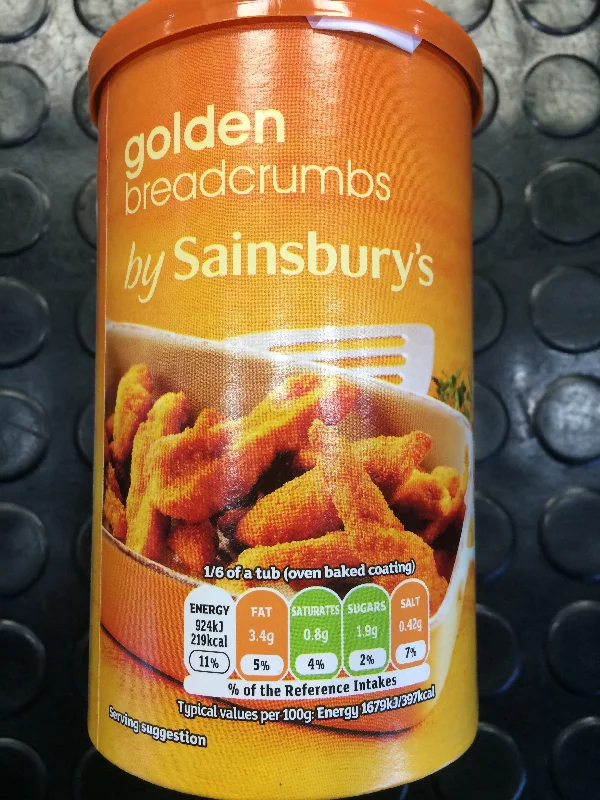 golden
breadcrumbs
by Sainsbury's
1/6 of a tub (oven baked coating)
ENERGY FAT SATURATES SUGARS SALT
924kJ
219kcal 3.4g 0.8g 1.9g 0.42g
11% 5% 4% 2% 7%
% of the Reference Intakes
Typical values per 100g: Energy 1679kJ/397kcal
Serving suggestion